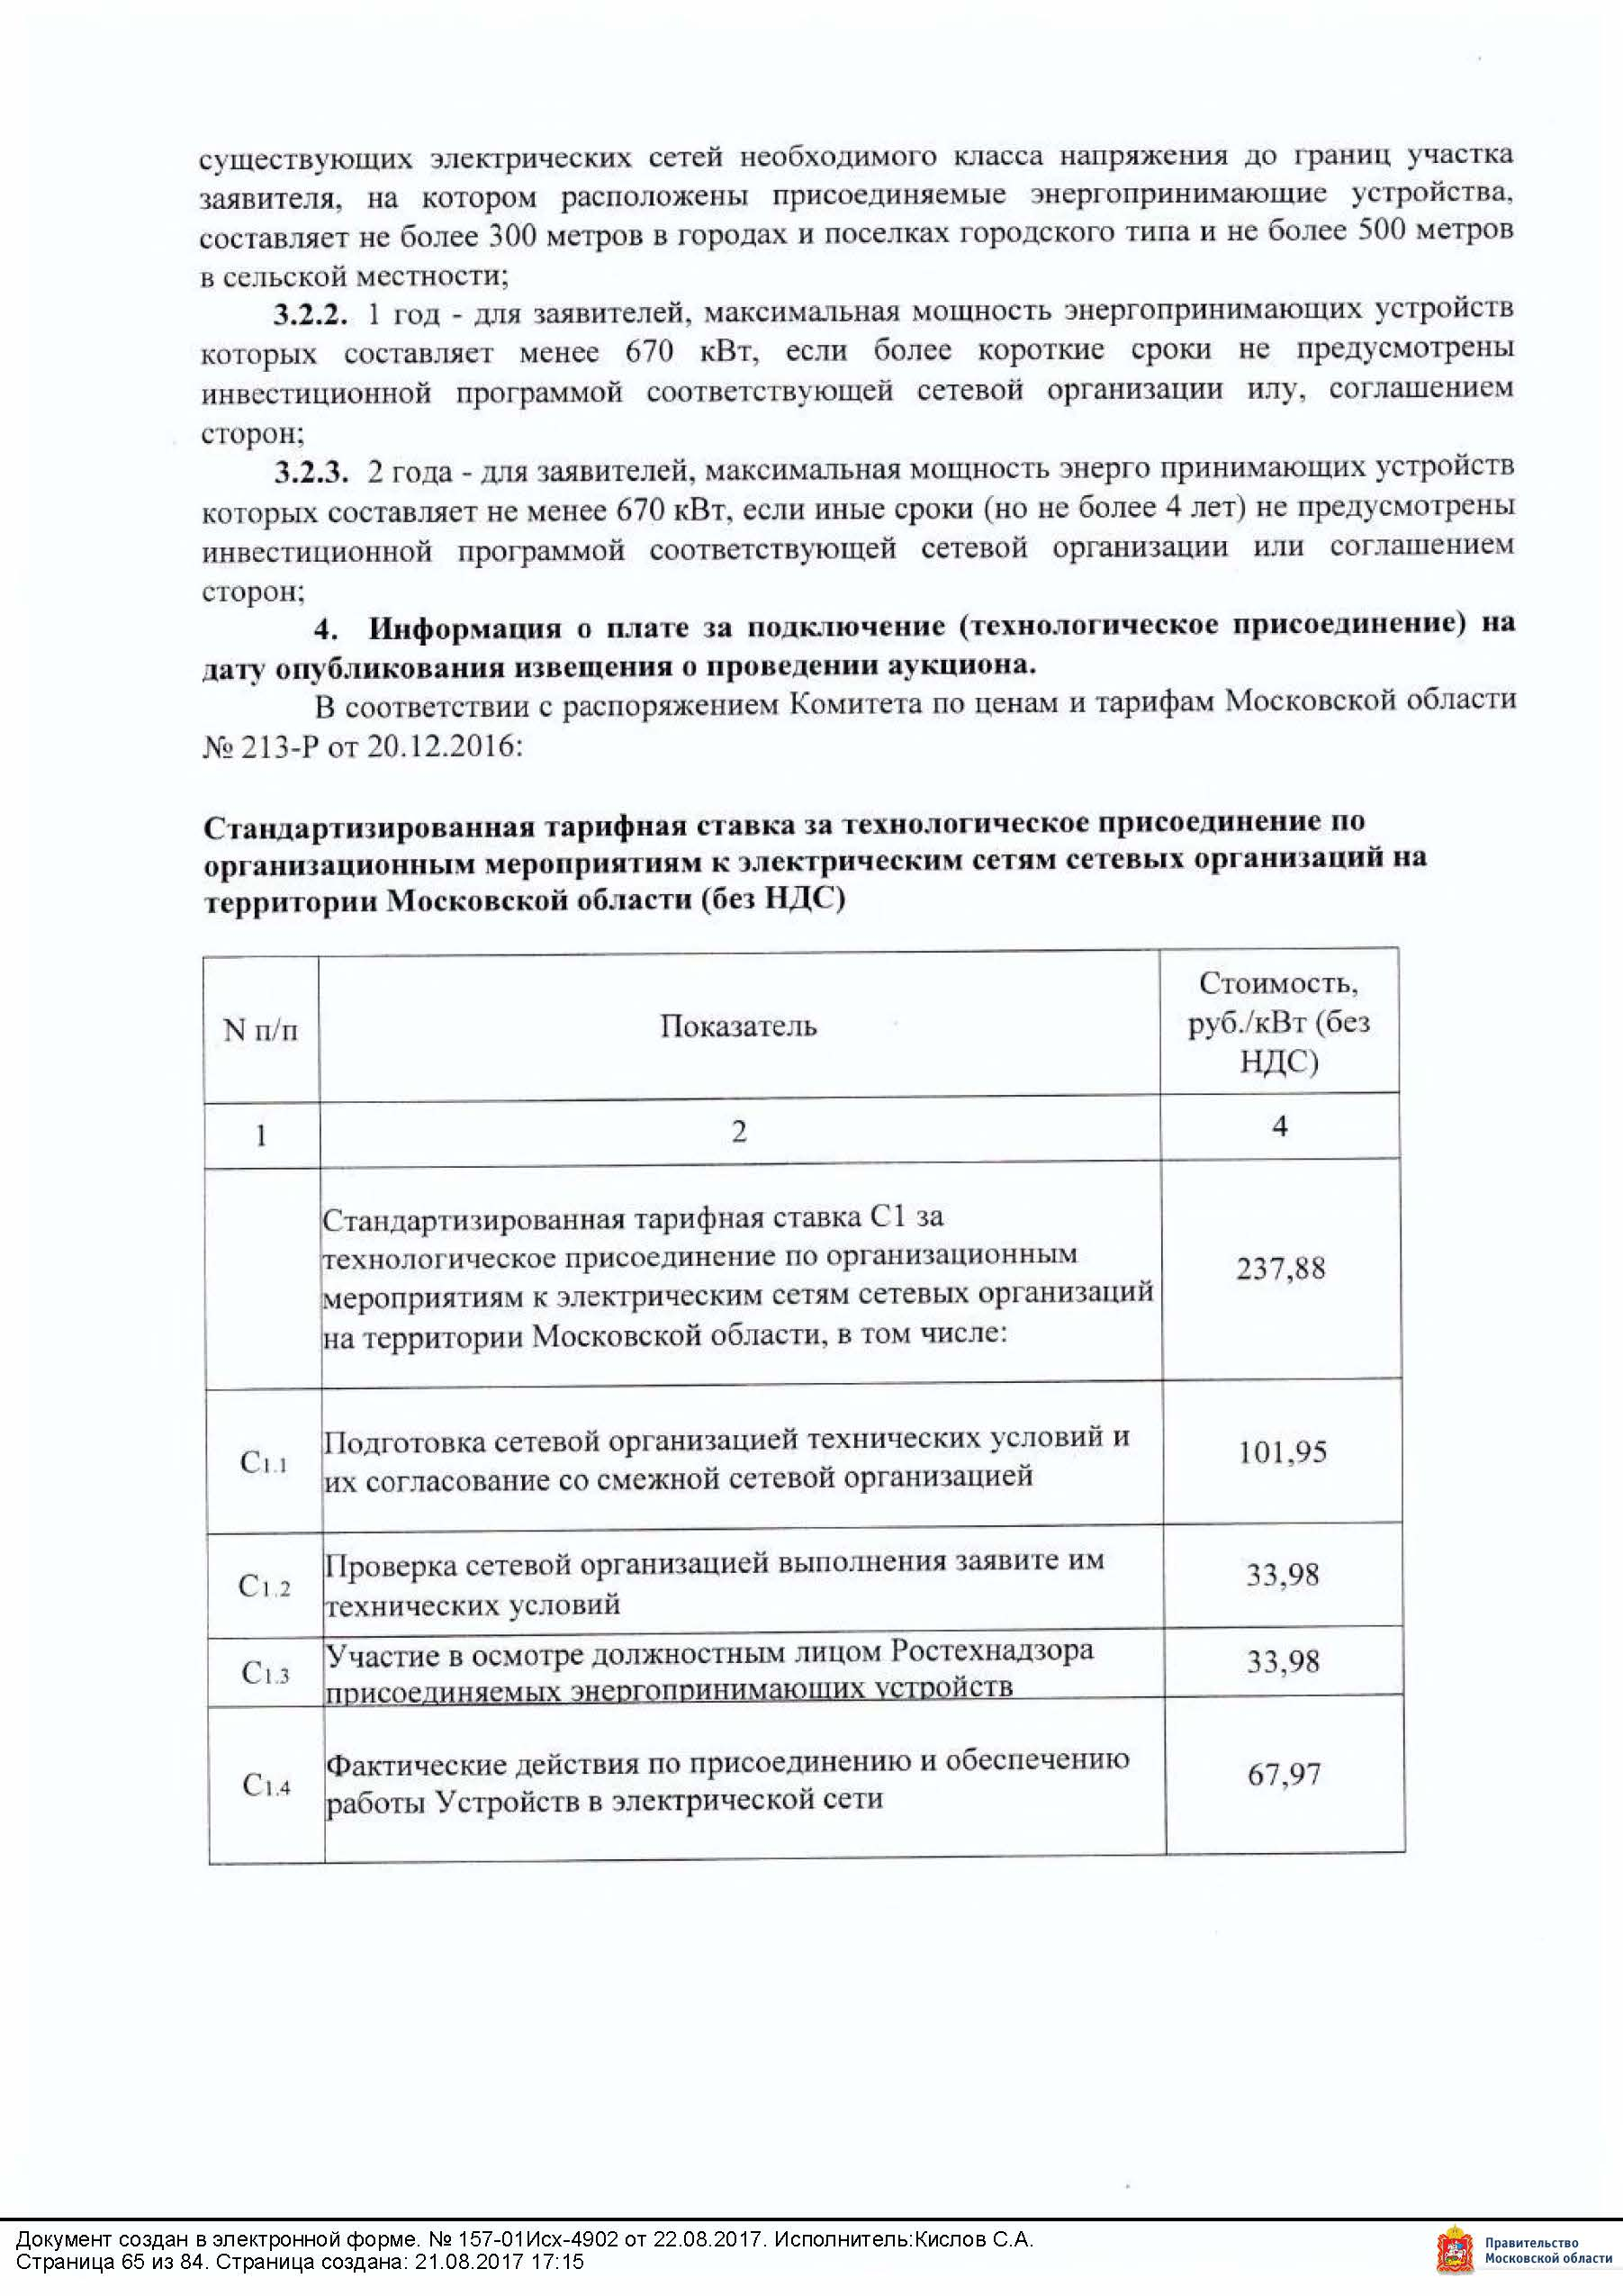 существующих электрических сетей необходимого класса напряжения до границ участка
заявителя, на котором расположены присоединяемые энергопринимающие устройства,
составляет не более 300 метров в городах и поселках городского типа и не более 500 метров
в сельской местности;
3.2.2. 1 год - для заявителей, максимальная мощность энергопринимающих устройств
которых составляет менее 670 кВт, если более короткие сроки не предусмотрены
инвестиционной программой соответствующей сетевой организации илу, соглашением
сторон;
3.2.3. 2 года - для заявителей, максимальная мощность энерго принимающих устройств
которых составляет не менее 670 кВт, если иные сроки (но не более 4 лет) не предусмотрены
инвестиционной программой соответствующей сетевой организации или соглашением
сторон;
4. Информация о плате за подключение (технологическое присоединение) на
дату опубликования извещения о проведении аукциона.
В соответствии с распоряжением Комитета по ценам и тарифам Московской области
№ 213-Р от 20.12.2016:
Стандартизированная тарифная ставка за технологическое присоединение по
организационным мероприятиям к электрическим сетям сетевых организаций на
территории Московской области (без НДС)
N п/п
Показатель
Стоимость,
руб./кВт (без
НДС)
1
2
4
Стандартизированная тарифная ставка С1 за
технологическое присоединение по организационным
мероприятиям к электрическим сетям сетевых организаций
на территории Московской области, в том числе:
237,88
С1.1
Подготовка сетевой организацией технических условий и
их согласование со смежной сетевой организацией
101,95
С1.2
Проверка сетевой организацией выполнения заявите им
технических условий
33,98
С1.3
Участие в осмотре должностным лицом Ростехнадзора
присоединяемых энергопринимающих устройств
33,98
С1.4
Фактические действия по присоединению и обеспечению
работы Устройств в электрической сети
67,97
Документ создан в электронной форме. № 157-01Исх-4902 от 22.08.2017. Исполнитель:Кислов С.А.
Страница 65 из 84. Страница создана: 21.08.2017 17:15
Правительство
Московской области